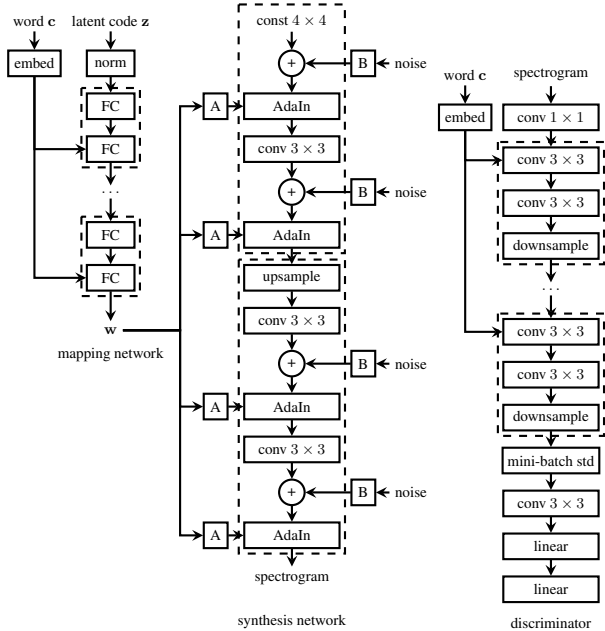 word c
latent code z
embed
norm
FC
FC
...
FC
FC
w
mapping network
const 4 × 4
+
B
noise
A
AdaIn
conv 3 × 3
+
B
noise
A
AdaIn
upsample
conv 3 × 3
+
B
noise
A
AdaIn
conv 3 × 3
+
B
noise
A
AdaIn
spectrogram
synthesis network
word c
spectrogram
embed
conv 1 × 1
conv 3 × 3
conv 3 × 3
downsample
...
conv 3 × 3
conv 3 × 3
downsample
mini-batch std
conv 3 × 3
linear
linear
discriminator